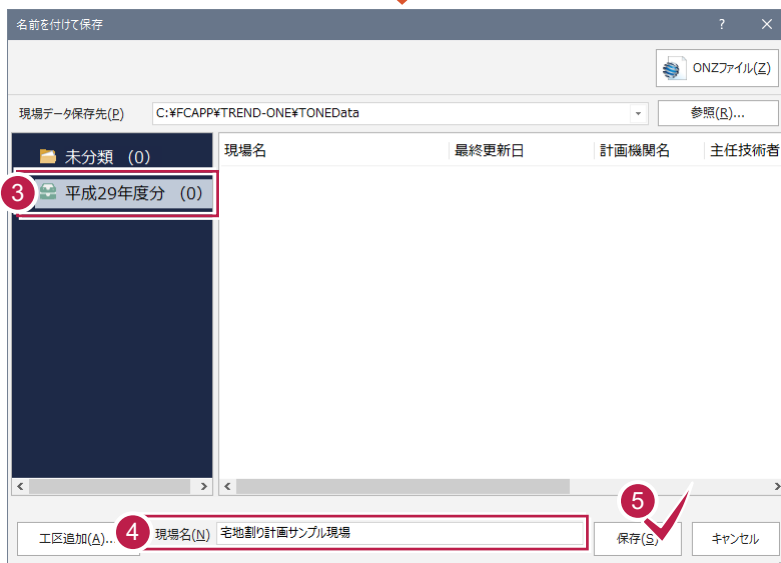 名前を付けて保存
? ×
ONZファイル(Z)
現場データ保存先(P) C:¥FCAPP¥TREND-ONE¥TONEData 参照(R)...
未分類 (0)
現場名 最終更新日 計画機関名 主任技術者
3 平成29年度分 (0)
5
工区追加(A)... 4 現場名(N) 宅地割り計画サンプル現場 保存(S) キャンセル